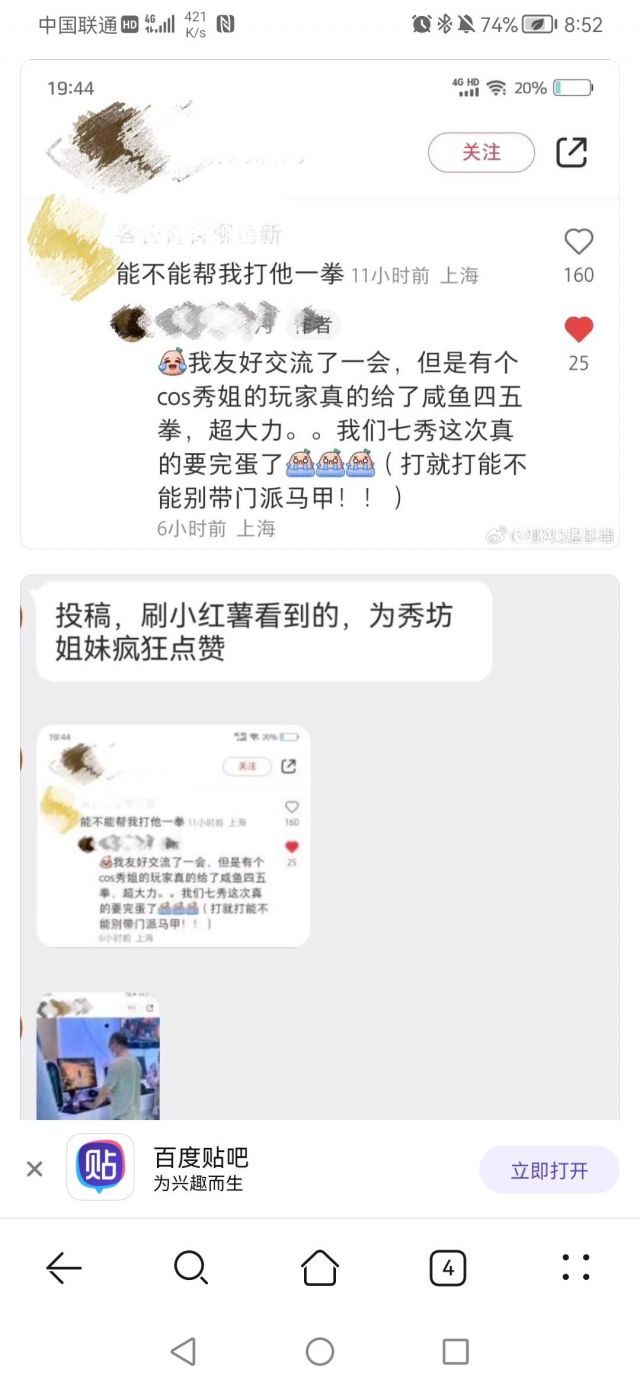 中国联通 HD 4G 421 K/s N 74% 8:52
19:44 4G HD 20%
关注
能不能帮我打他一拳 11小时前 上海
160
作者
我友好交流了一会，但是有个
25
cos秀姐的玩家真的给了咸鱼四五
拳，超大力。。我们七秀这次真
的要完蛋了（打就打能不
能别带门派马甲！！）
6小时前 上海
投稿，刷小红薯看到的，为秀坊
姐妹疯狂点赞
19:44 20%
关注
能不能帮我打他一拳 11小时前 上海
160
我友好交流了一会，但是有个
25
cos秀姐的玩家真的给了咸鱼四五
拳，超大力。。我们七秀这次真
的要完蛋了（打就打能不
能别带门派马甲！！）
6小时前 上海
贴
百度贴吧
为兴趣而生
立即打开
4